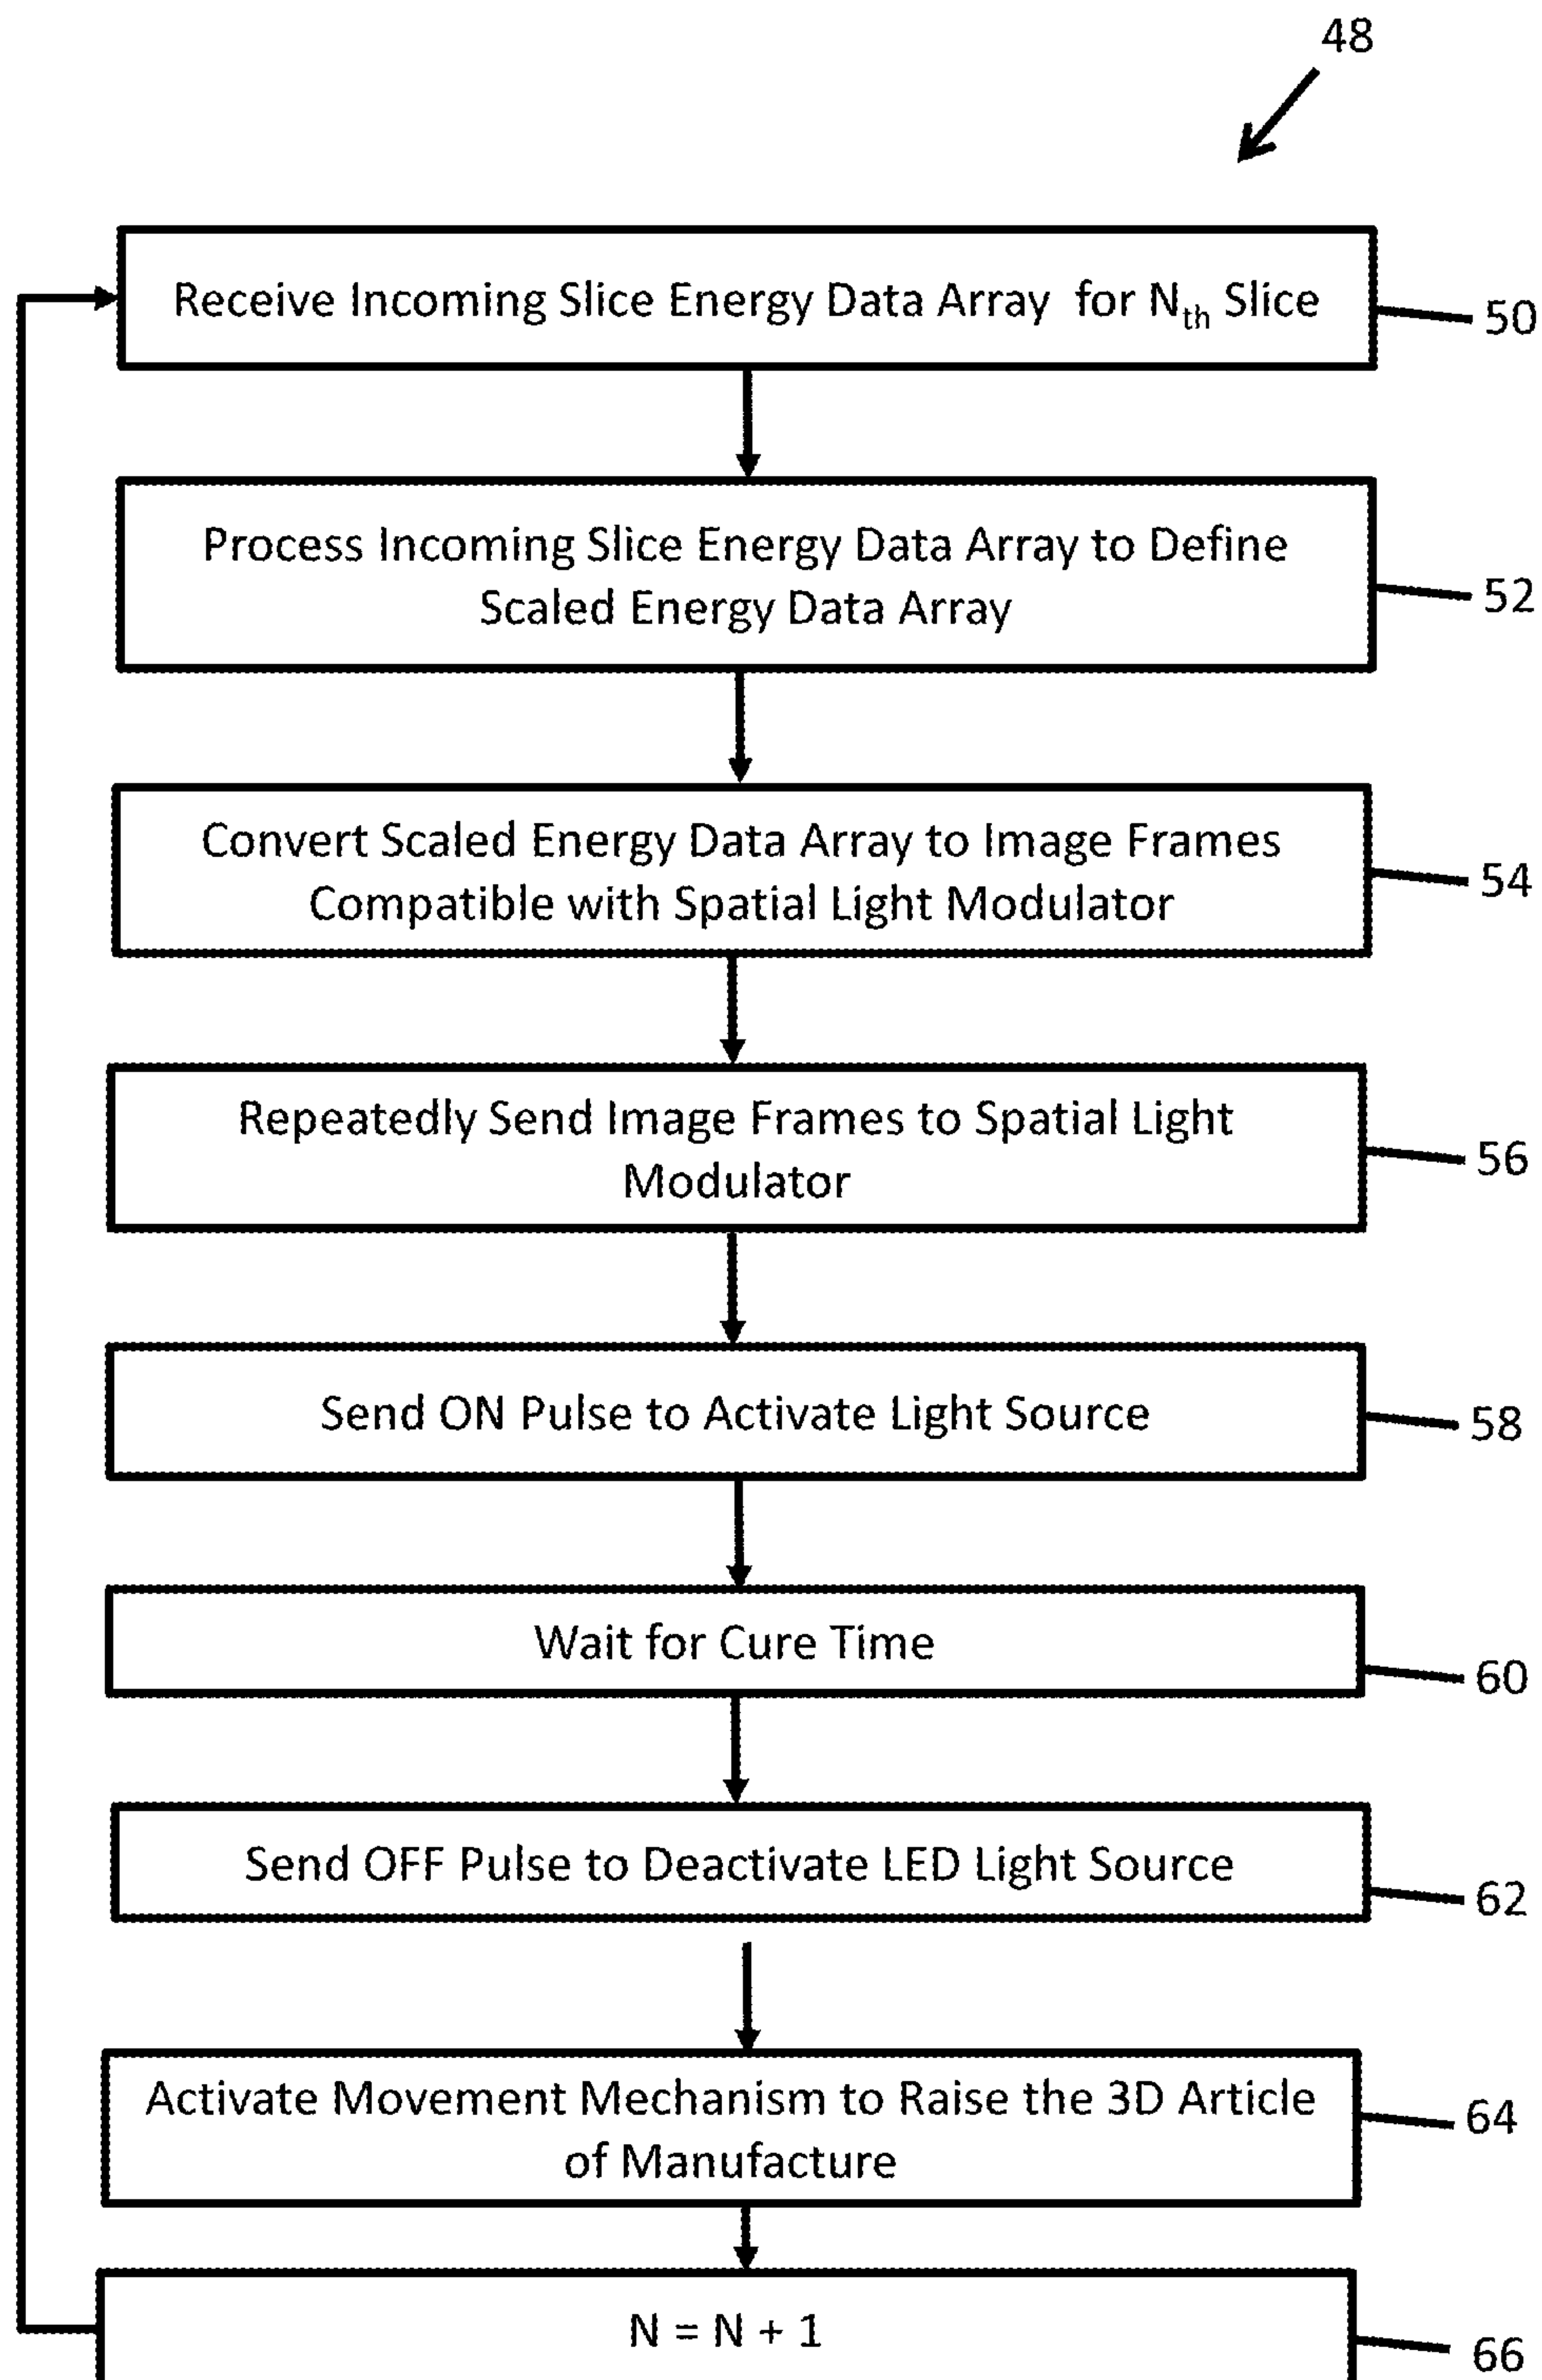 48
Receive Incoming Slice Energy Data Array for Nth Slice
50
Process Incoming Slice Energy Data Array to Define
Scaled Energy Data Array
52
Convert Scaled Energy Data Array to Image Frames
Compatible with Spatial Light Modulator
54
Repeatedly Send Image Frames to Spatial Light
Modulator
56
Send ON Pulse to Activate Light Source
58
Wait for Cure Time
60
Send OFF Pulse to Deactivate LED Light Source
62
Activate Movement Mechanism to Raise the 3D Article
of Manufacture
64
N = N + 1
66